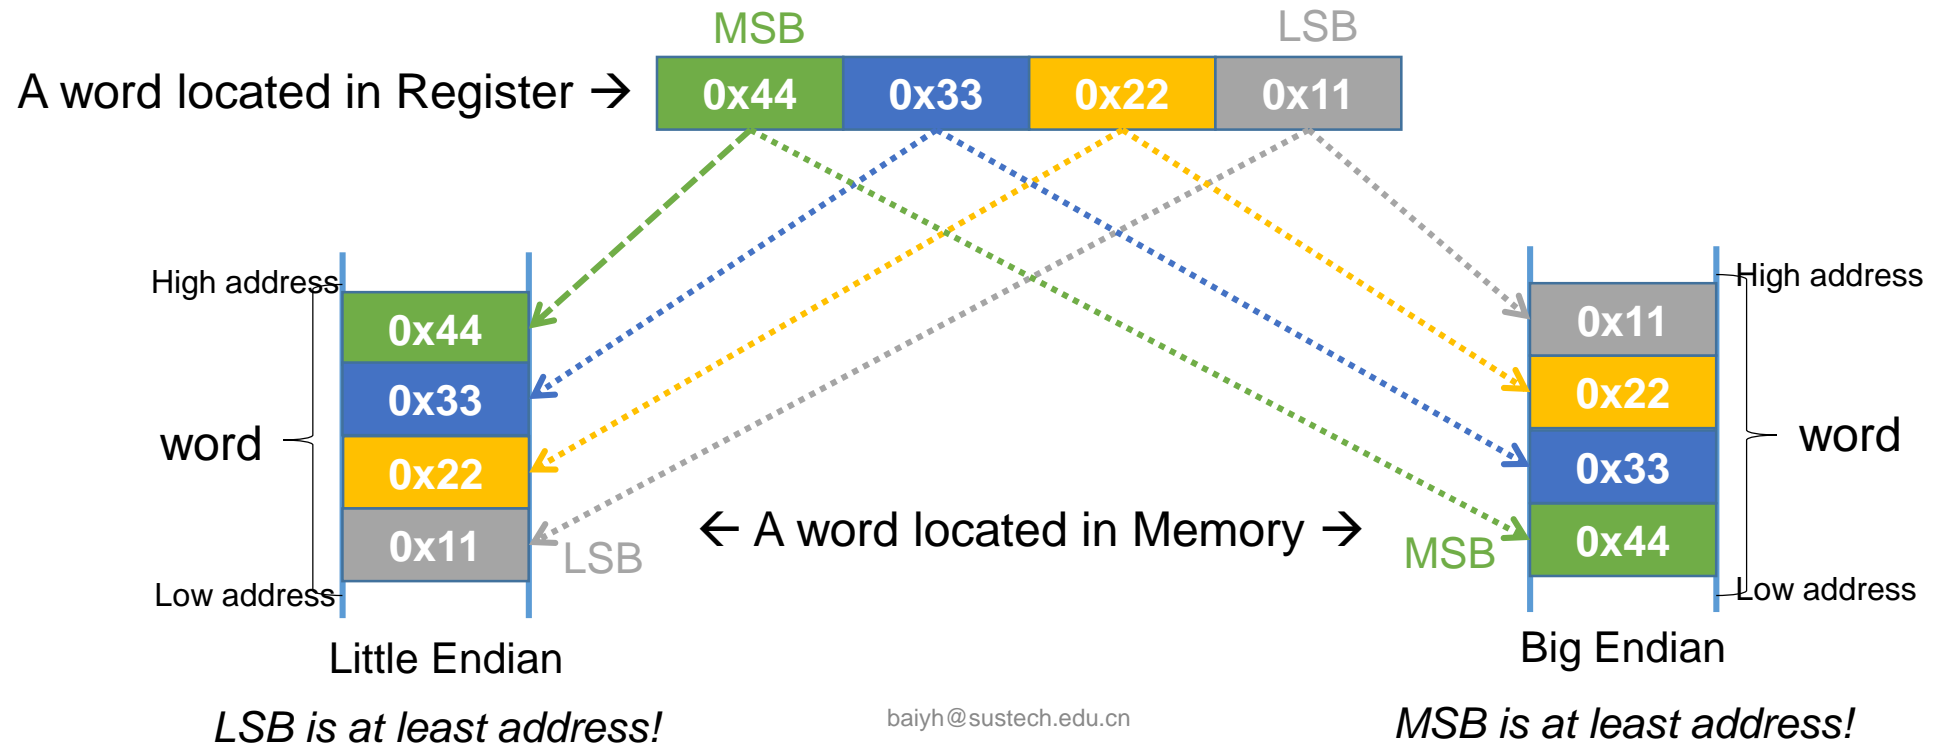 MSB
LSB
A word located in Register →
0x44 0x33 0x22 0x11
High address
0x44
0x33
word
0x22
0x11
LSB
Low address
Little Endian
LSB is at least address!
← A word located in Memory →
High address
0x11
0x22
word
0x33
0x44
MSB
Low address
Big Endian
MSB is at least address!
baiyh@sustech.edu.cn